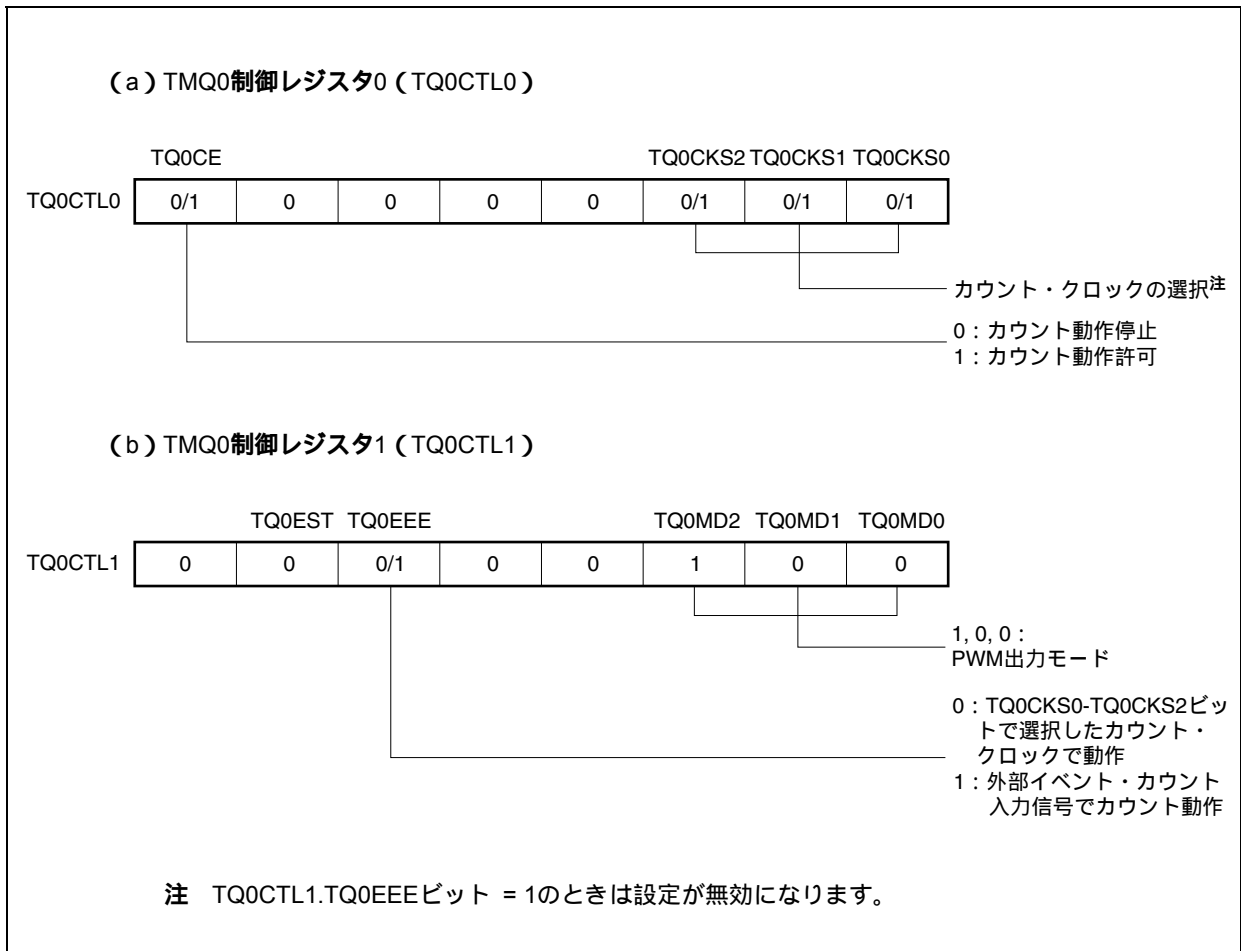 （a）TMQ0制御レジスタ0（TQ0CTL0）
TQ0CE TQ0CKS2 TQ0CKS1 TQ0CKS0
TQ0CTL0 0/1 0 0 0 0 0/1 0/1 0/1
カウント・クロックの選択注
0：カウント動作停止
1：カウント動作許可
（b）TMQ0制御レジスタ1（TQ0CTL1）
TQ0EST TQ0EEE TQ0MD2 TQ0MD1 TQ0MD0
TQ0CTL1 0 0 0/1 0 0 1 0 0
1, 0, 0：
PWM出力モード
0：TQ0CKS0-TQ0CKS2ビッ
トで選択したカウント・
クロックで動作
1：外部イベント・カウント
入力信号でカウント動作
注 TQ0CTL1.TQ0EEEビット = 1のときは設定が無効になります。